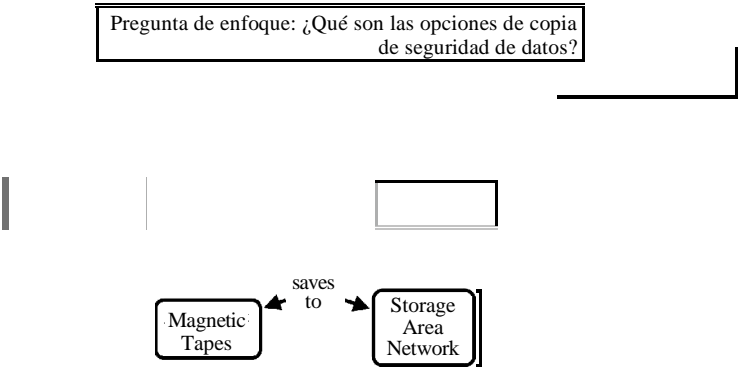 Pregunta de enfoque: ¿Qué son las opciones de copia
de seguridad de datos?
saves
to
Magnetic
Tapes
Storage
Area
Network